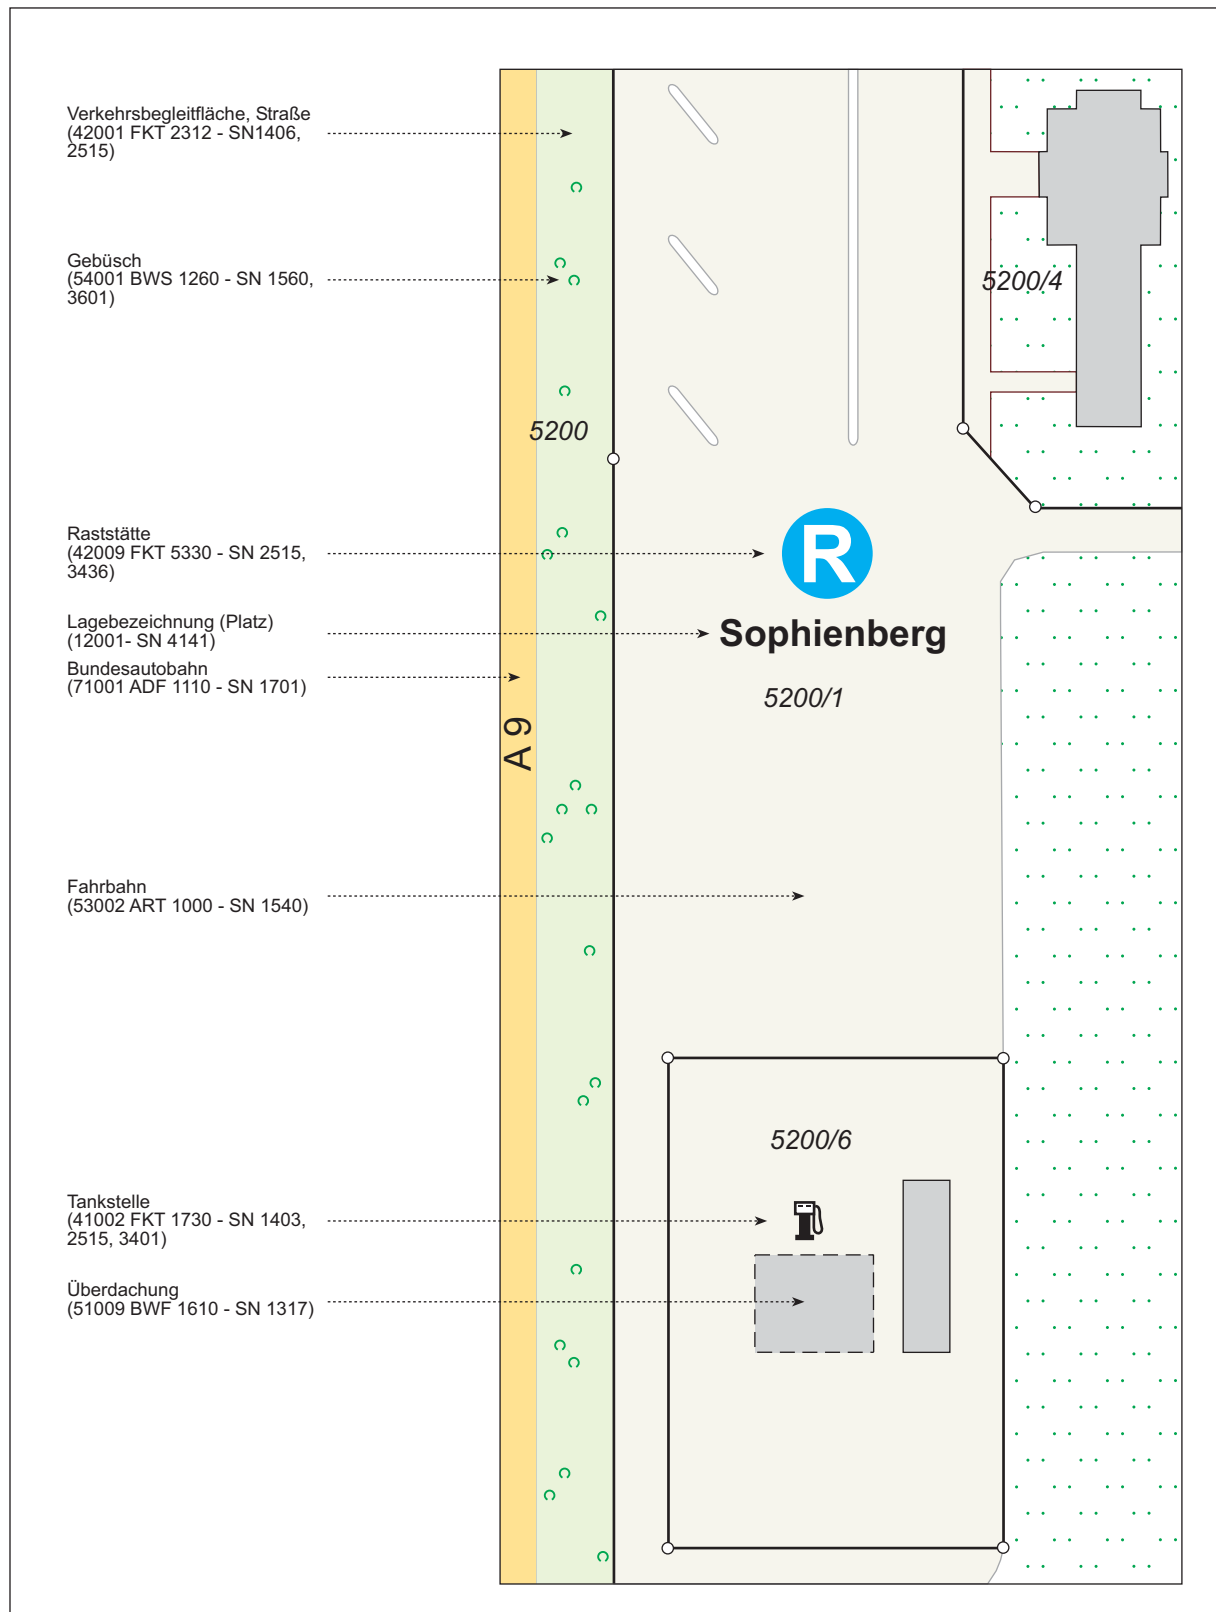 Verkehrsbegleitfläche, Straße
(42001 FKT 2312 - SN1406,
2515)
Gebüsch
(54001 BWS 1260 - SN 1560,
3601)
5200/4
5200
Raststätte
(42009 FKT 5330 - SN 2515,
3436)
R
Lagebezeichnung (Platz)
(12001- SN 4141)
Sophienberg
Bundesautobahn
(71001 ADF 1110 - SN 1701)
5200/1
A 9
Fahrbahn
(53002 ART 1000 - SN 1540)
5200/6
Tankstelle
(41002 FKT 1730 - SN 1403,
2515, 3401)
Überdachung
(51009 BWF 1610 - SN 1317)